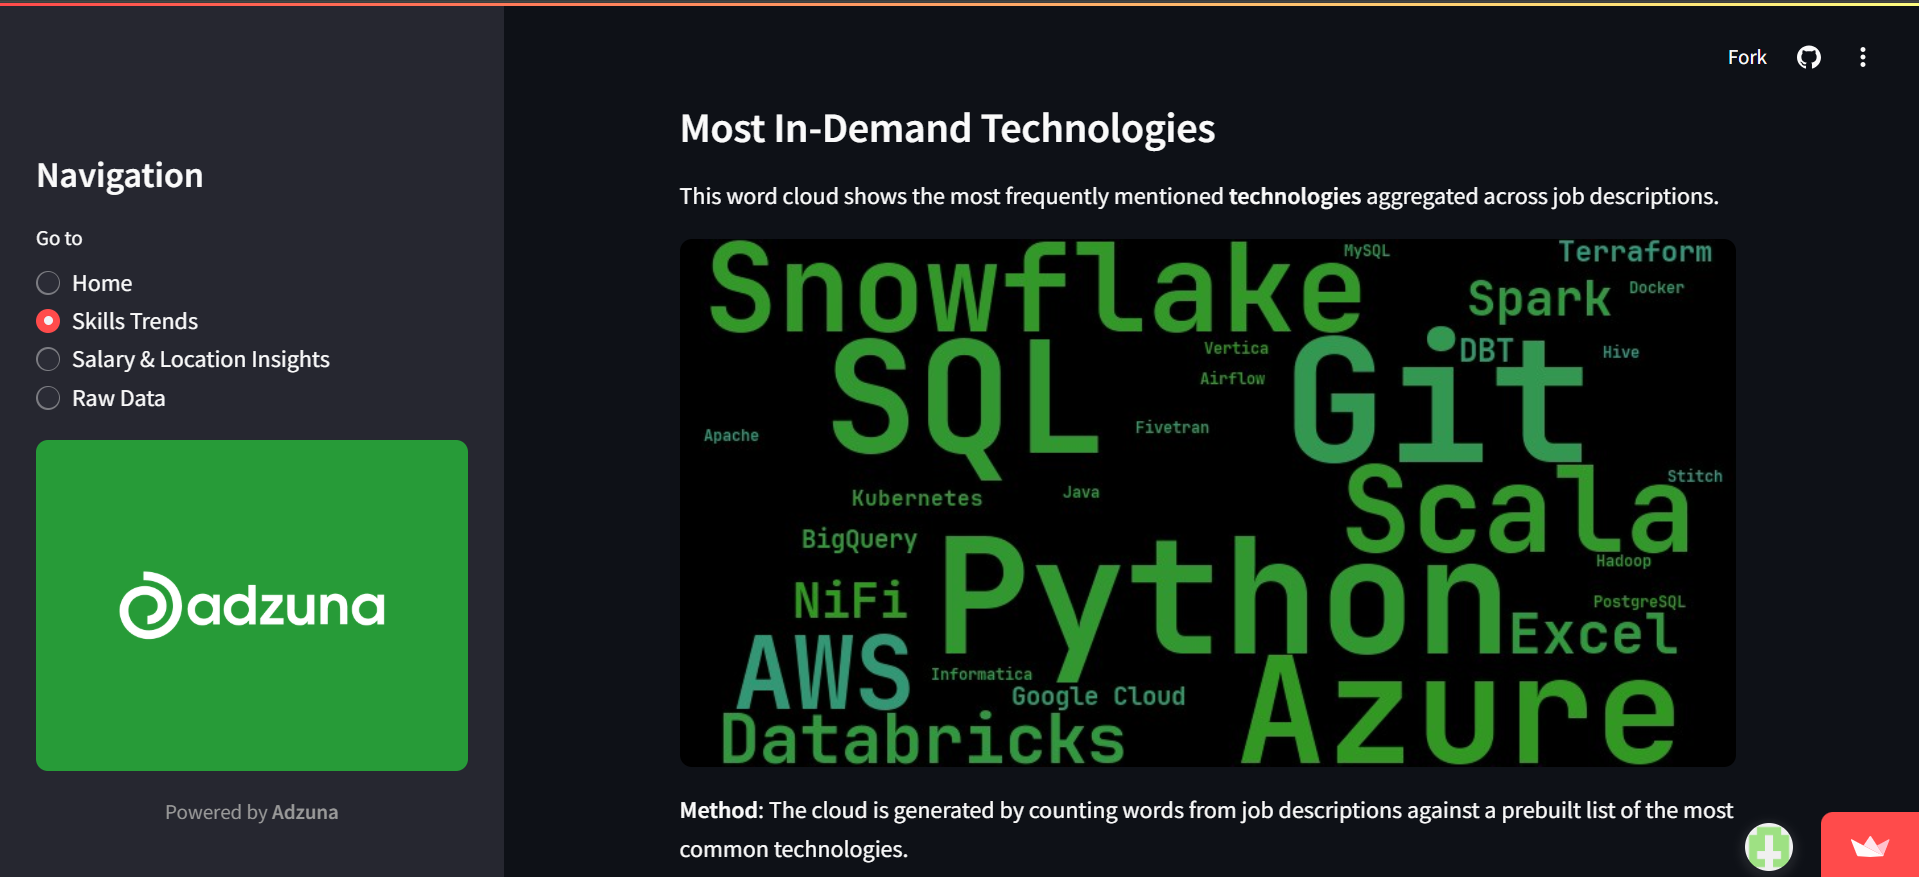 Fork
Navigation
Go to
Home
Skills Trends
Salary & Location Insights
Raw Data
adzuna
Powered by Adzuna
Most In-Demand Technologies
This word cloud shows the most frequently mentioned technologies aggregated across job descriptions.
Snowflake
MySQL
Terraform
Spark
Docker
SQL
Vertica
Git
DBT
Hive
Airflow
Apache
Fivetran
Scala
Stitch
Kubernetes
Java
BigQuery
Python
Hadoop
NiFi
PostgreSQL
Excel
AWS
Informatica
Google Cloud
Azure
Databricks
Method: The cloud is generated by counting words from job descriptions against a prebuilt list of the most
common technologies.